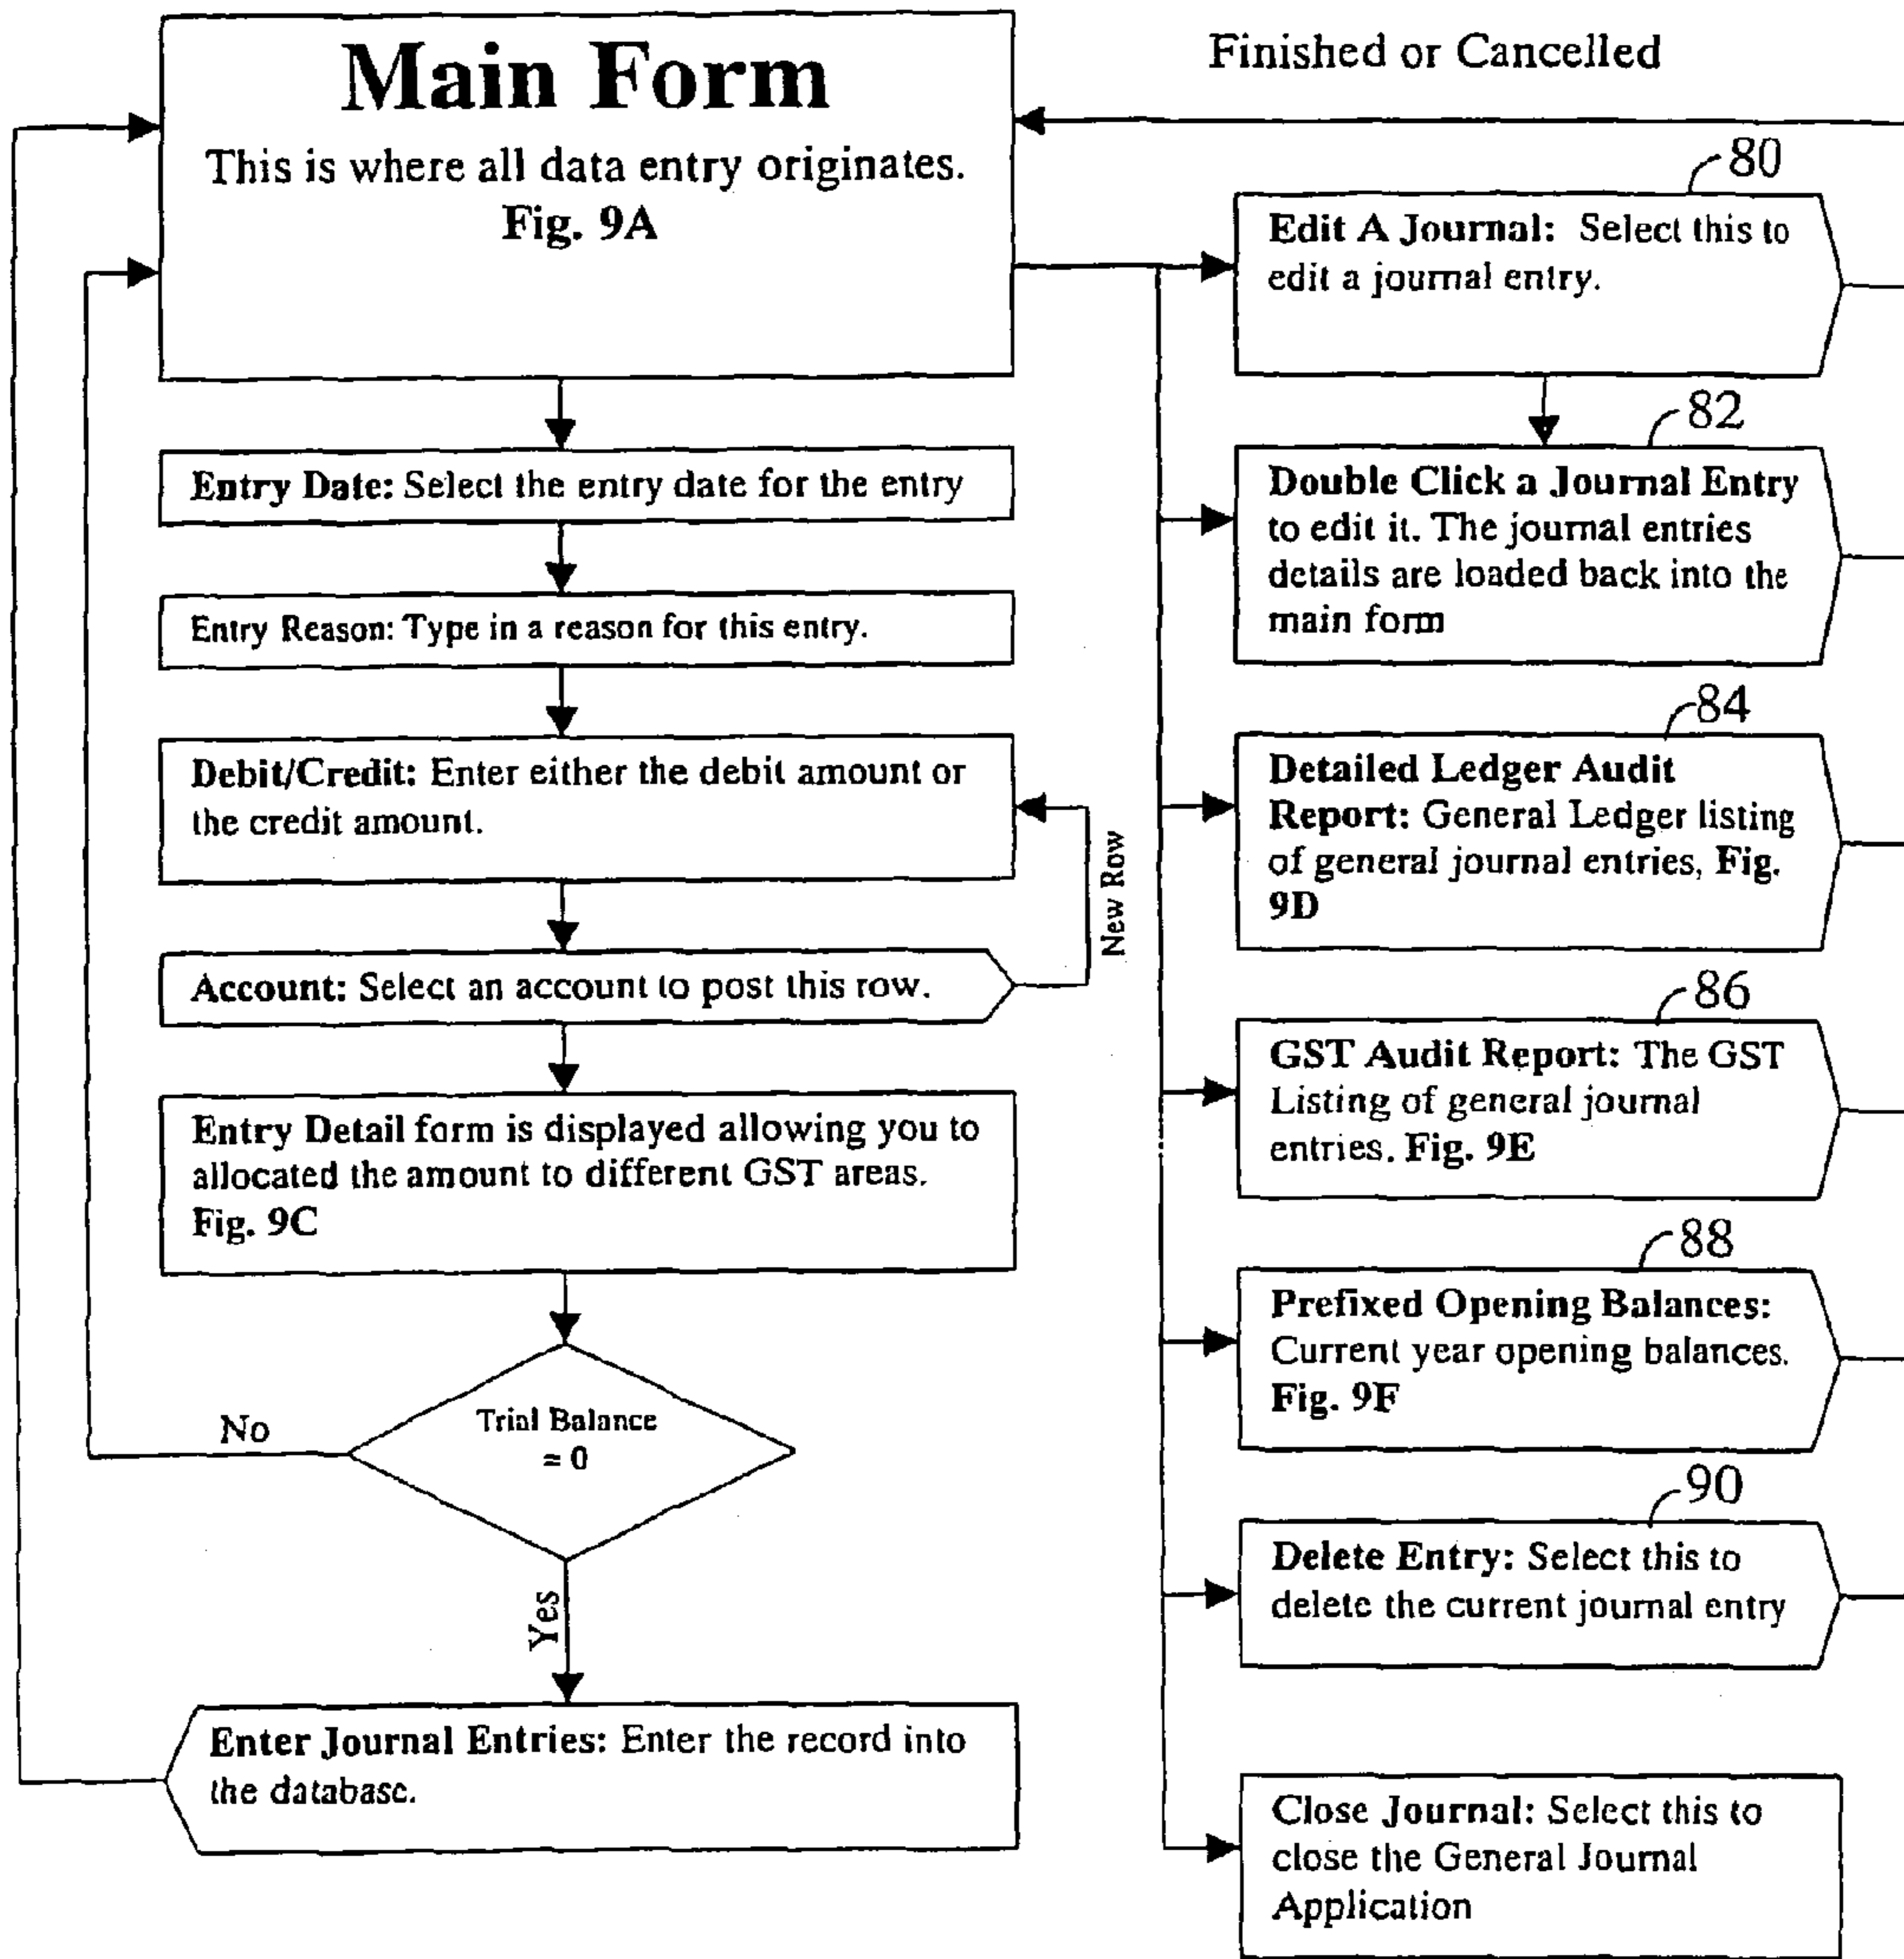 Main Form
This is where all data entry originates.
Fig. 9A
Entry Date: Select the entry date for the entry
Entry Reason: Type in a reason for this entry.
Debit/Credit: Enter either the debit amount or
the credit amount.
New Row
Account: Select an account to post this row.
Entry Detail form is displayed allowing you to
allocated the amount to different GST areas.
Fig. 9C
Trial Balance
= 0
No
Yes
Enter Journal Entries: Enter the record into
the database.
Finished or Cancelled
80
Edit A Journal: Select this to
edit a journal entry.
82
Double Click a Journal Entry
to edit it. The journal entries
details are loaded back into the
main form
84
Detailed Ledger Audit
Report: General Ledger listing
of general journal entries, Fig.
9D
86
GST Audit Report: The GST
Listing of general journal
entries. Fig. 9E
88
Prefixed Opening Balances:
Current year opening balances.
Fig. 9F
90
Delete Entry: Select this to
delete the current journal entry
Close Journal: Select this to
close the General Journal
Application